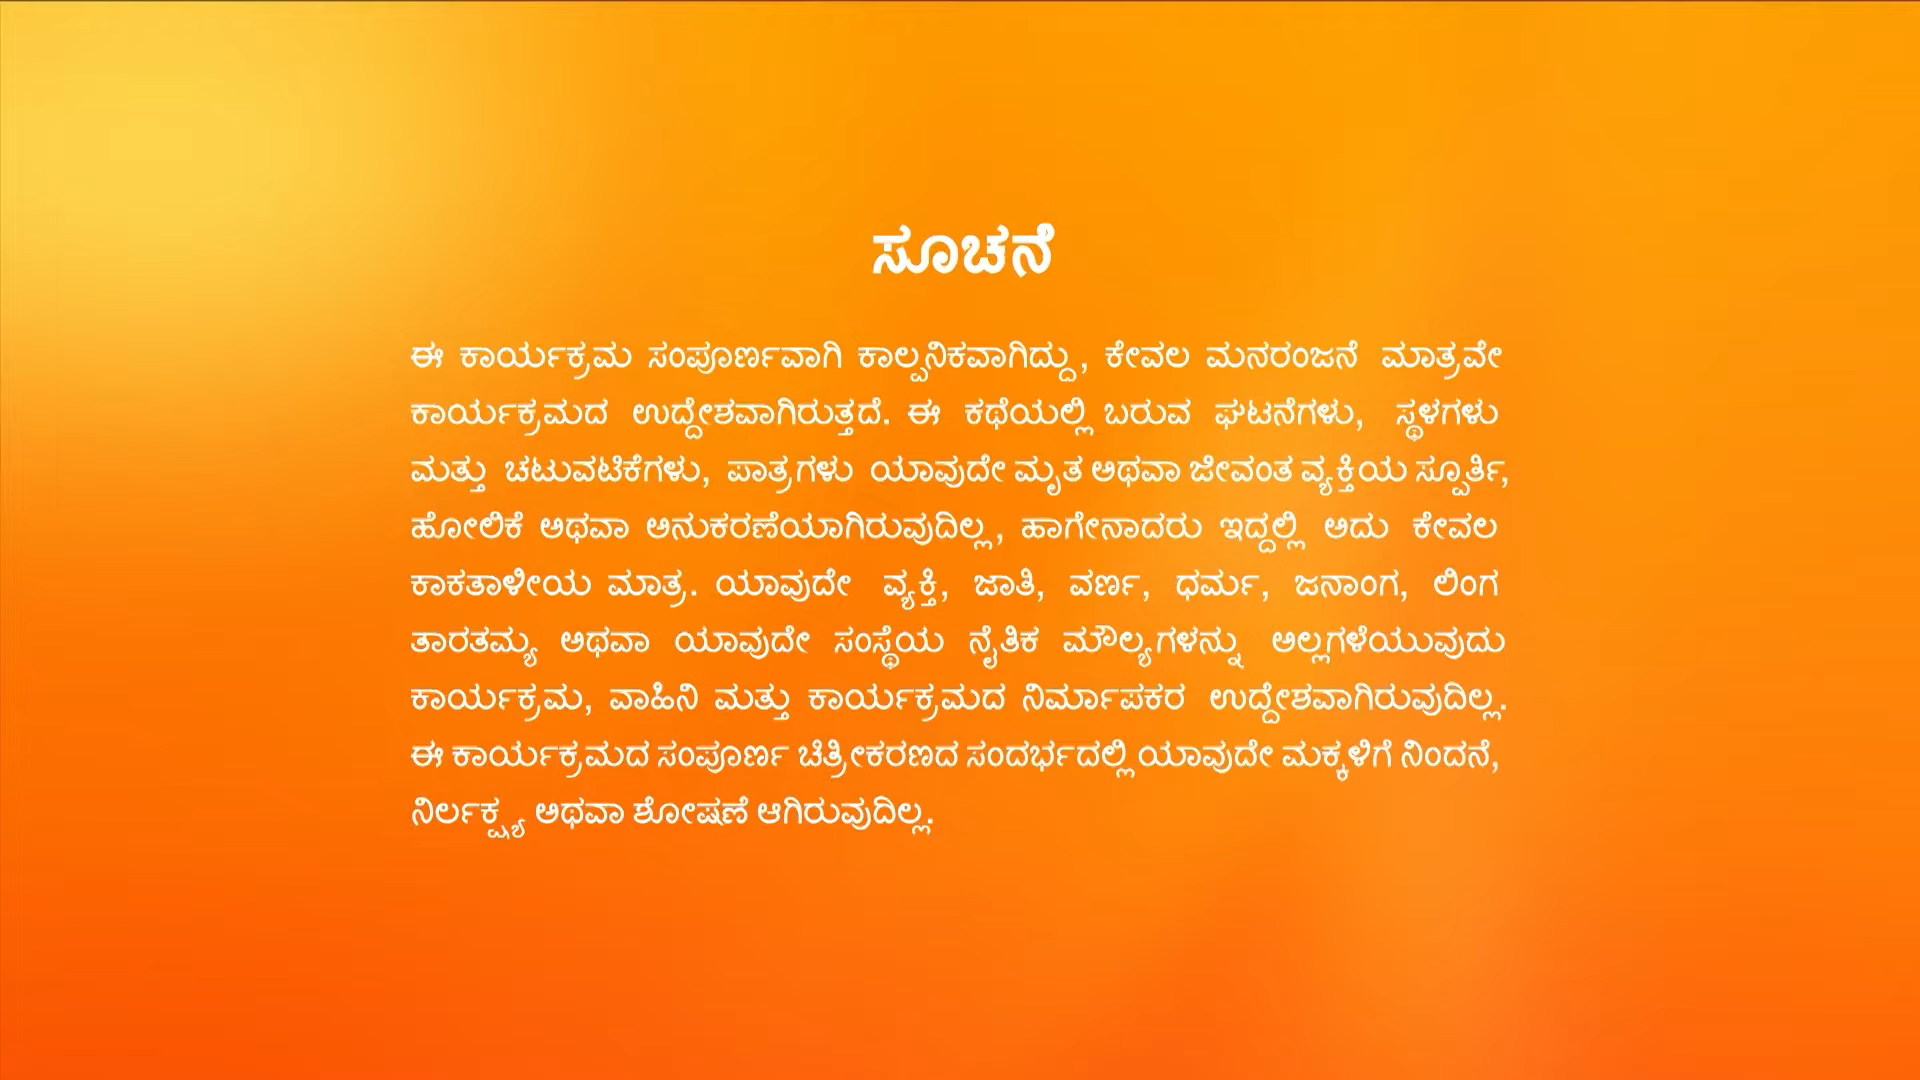 ಸೂಚನೆ
ಈ ಕಾರ್ಯಕ್ರಮ ಸಂಪೂರ್ಣವಾಗಿ ಕಾಲ್ಪನಿಕವಾಗಿದ್ದು, ಕೇವಲ ಮನರಂಜನೆ ಮಾತ್ರವೇ
ಕಾರ್ಯಕ್ರಮದ ಉದ್ದೇಶವಾಗಿರುತ್ತದೆ. ಈ ಕಥೆಯಲ್ಲಿ ಬರುವ ಘಟನೆಗಳು, ಸ್ಥಳಗಳು
ಮತ್ತು ಚಟುವಟಿಕೆಗಳು, ಪಾತ್ರಗಳು ಯಾವುದೇ ಮೃತ ಅಥವಾ ಜೀವಂತ ವ್ಯಕ್ತಿಯ ಸ್ಪೂರ್ತಿ,
ಹೋಲಿಕೆ ಅಥವಾ ಅನುಕರಣೆಯಾಗಿರುವುದಿಲ್ಲ, ಹಾಗೇನಾದರು ಇದ್ದಲ್ಲಿ ಅದು ಕೇವಲ
ಕಾಕತಾಳೀಯ ಮಾತ್ರ. ಯಾವುದೇ ವ್ಯಕ್ತಿ, ಜಾತಿ, ವರ್ಣ, ಧರ್ಮ, ಜನಾಂಗ, ಲಿಂಗ
ತಾರತಮ್ಯ ಅಥವಾ ಯಾವುದೇ ಸಂಸ್ಥೆಯ ನೈತಿಕ ಮೌಲ್ಯಗಳನ್ನು ಅಲ್ಲಗಳೆಯುವುದು
ಕಾರ್ಯಕ್ರಮ, ವಾಹಿನಿ ಮತ್ತು ಕಾರ್ಯಕ್ರಮದ ನಿರ್ಮಾಪಕರ ಉದ್ದೇಶವಾಗಿರುವುದಿಲ್ಲ.
ಈ ಕಾರ್ಯಕ್ರಮದ ಸಂಪೂರ್ಣ ಚಿತ್ರೀಕರಣದ ಸಂದರ್ಭದಲ್ಲಿ ಯಾವುದೇ ಮಕ್ಕಳಿಗೆ ನಿಂದನೆ,
ನಿರ್ಲಕ್ಷ್ಯ ಅಥವಾ ಶೋಷಣೆ ಆಗಿರುವುದಿಲ್ಲ.